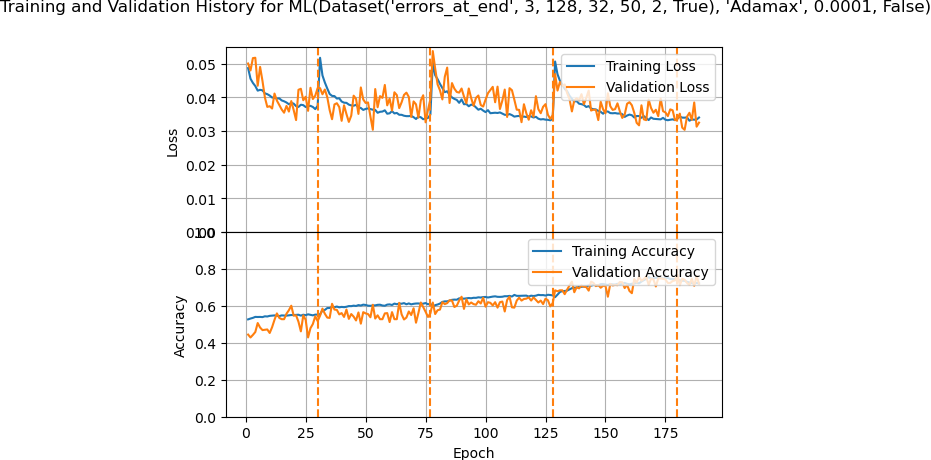 Training and Validation History for ML(Dataset('errors_at_end', 3, 128, 32, 50, 2, True), 'Adamax', 0.0001, False)
0.05
0.04
0.03
0.02
0.01
0.00
Loss
Training Loss
Validation Loss
1.0
0.8
0.6
0.4
0.2
0.0
Accuracy
Training Accuracy
Validation Accuracy
0 25 50 75 100 125 150 175
Epoch